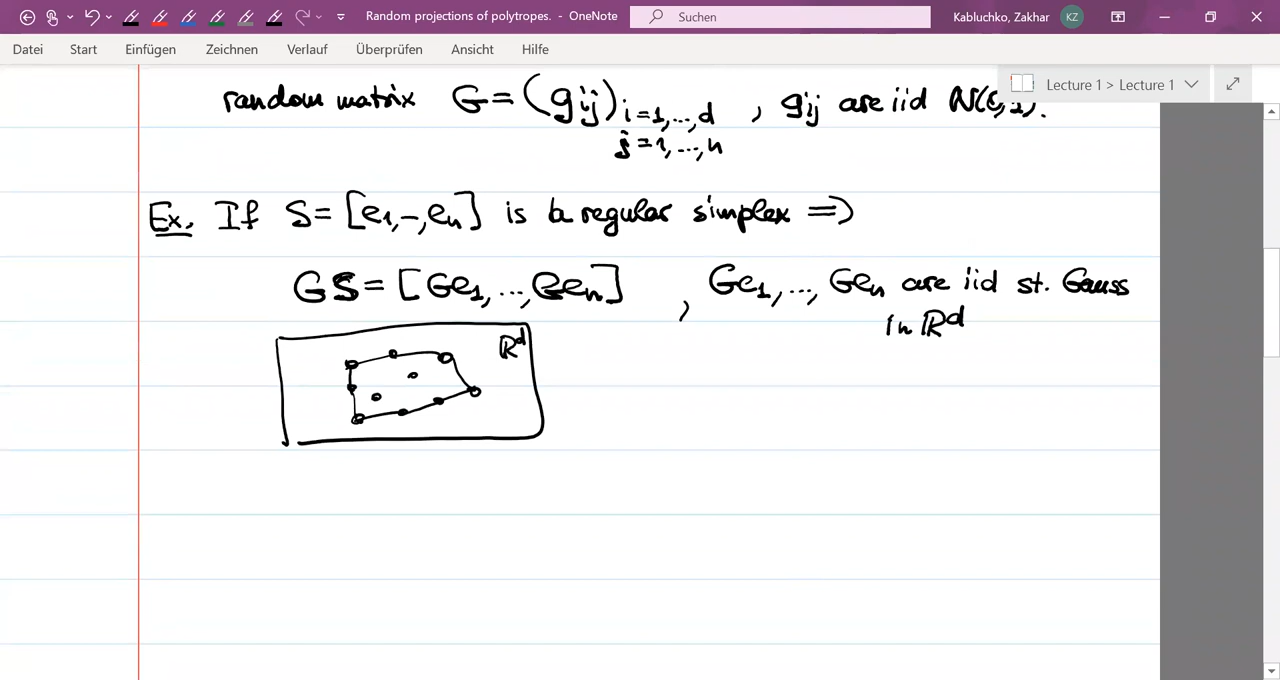 Random projections of polytopes. - OneNote
Suchen
Kabluchko, Zakhar
KZ
Datei Start Einfügen Zeichnen Verlauf Überprüfen Ansicht Hilfe
Lecture 1 > Lecture 1
random matrix G = (gij) i=1,...,d , gij are iid N(0,1).
j=1,...,n
Ex. If S = [e1,-,en] is a regular simplex =>
GS = [Ge1,...,Gen] , Ge1,..., Gen are iid st. Gauss
in ℝd
ℝd